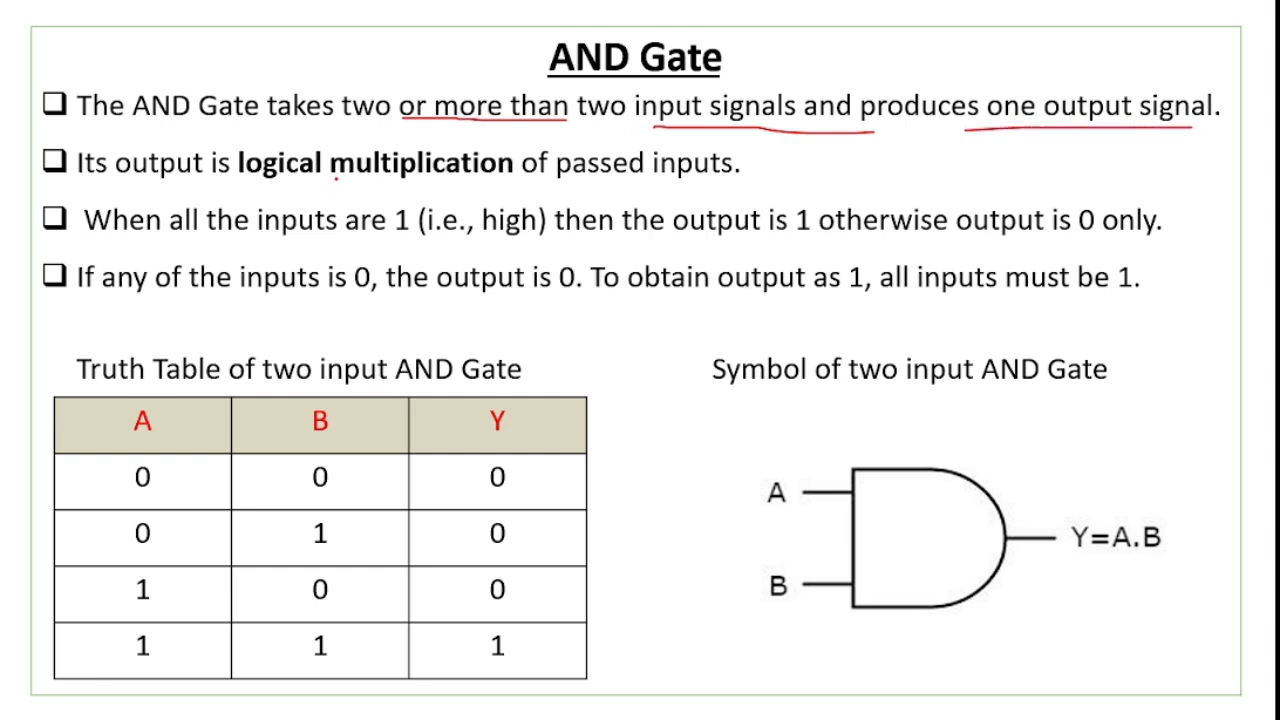 AND Gate
The AND Gate takes two or more than two input signals and produces one output signal.
Its output is logical multiplication of passed inputs.
When all the inputs are 1 (i.e., high) then the output is 1 otherwise output is 0 only.
If any of the inputs is 0, the output is 0. To obtain output as 1, all inputs must be 1.
Truth Table of two input AND Gate
A B Y
0 0 0
0 1 0
1 0 0
1 1 1
Symbol of two input AND Gate
A
B
Y=A.B